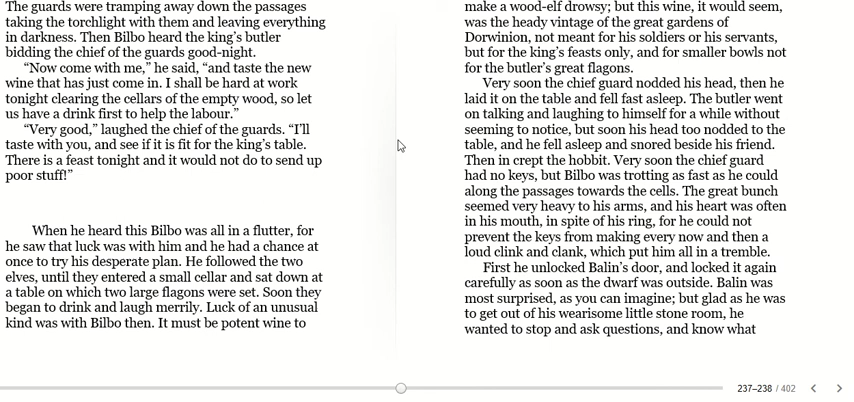 The guards were tramping away down the passages
taking the torchlight with them and leaving everything
in darkness. Then Bilbo heard the king’s butler
bidding the chief of the guards good-night.
“Now come with me,” he said, “and taste the new
wine that has just come in. I shall be hard at work
tonight clearing the cellars of the empty wood, so let
us have a drink first to help the labour.”
“Very good,” laughed the chief of the guards. “I’ll
taste with you, and see if it is fit for the king’s table.
There is a feast tonight and it would not do to send up
poor stuff!”
When he heard this Bilbo was all in a flutter, for
he saw that luck was with him and he had a chance at
once to try his desperate plan. He followed the two
elves, until they entered a small cellar and sat down at
a table on which two large flagons were set. Soon they
began to drink and laugh merrily. Luck of an unusual
kind was with Bilbo then. It must be potent wine to
make a wood-elf drowsy; but this wine, it would seem,
was the heady vintage of the great gardens of
Dorwinion, not meant for his soldiers or his servants,
but for the king’s feasts only, and for smaller bowls not
for the butler’s great flagons.
Very soon the chief guard nodded his head, then he
laid it on the table and fell fast asleep. The butler went
on talking and laughing to himself for a while without
seeming to notice, but soon his head too nodded to the
table, and he fell asleep and snored beside his friend.
Then in crept the hobbit. Very soon the chief guard
had no keys, but Bilbo was trotting as fast as he could
along the passages towards the cells. The great bunch
seemed very heavy to his arms, and his heart was often
in his mouth, in spite of his ring, for he could not
prevent the keys from making every now and then a
loud clink and clank, which put him all in a tremble.
First he unlocked Balin’s door, and locked it again
carefully as soon as the dwarf was outside. Balin was
most surprised, as you can imagine; but glad as he was
to get out of his wearisome little stone room, he
wanted to stop and ask questions, and know what
237–238 / 402